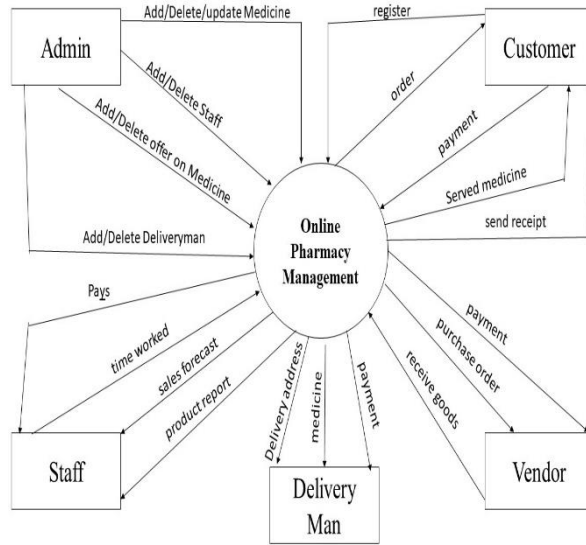 Add/Delete/update Medicine
register
Admin
Customer
Add/Delete Staff
order
Add/Delete offer on Medicine
payment
Served medicine
Online
Pharmacy
Management
send receipt
Add/Delete Deliveryman
Pays
time worked
sales forecast
product report
Delivery address
medicine
payment
payment
purchase order
receive goods
Staff
Delivery
Man
Vendor